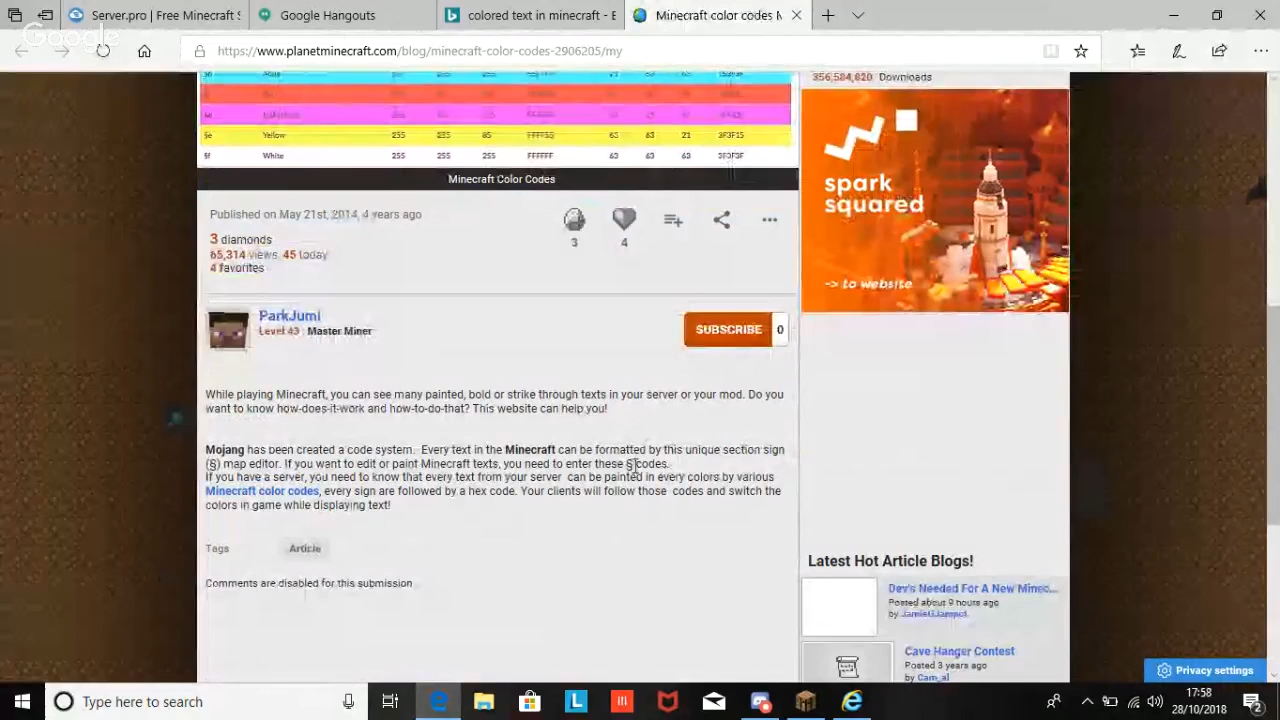 Server.pro | Free Minecraft S
Google Hangouts
colored text in minecraft - E
Minecraft color codes M
Google
https://www.planetminecraft.com/blog/minecraft-color-codes-2906205/my
356,584,820 Downloads
§e Yellow 255 255 85 FFFF55 63 63 21 3F3F15
§f White 255 255 255 FFFFFF 63 63 63 3F3F3F
Minecraft Color Codes
Published on May 21st, 2014, 4 years ago
3 diamonds
65,314 views, 45 today
4 favorites
3
4
spark
squared
-> to website
ParkJumi
Level 43 : Master Miner
SUBSCRIBE 0
While playing Minecraft, you can see many painted, bold or strike through texts in your server or your mod. Do you
want to know how-does-it-work and how-to-do-that? This website can help you!
Mojang has been created a code system. Every text in the Minecraft can be formatted by this unique section sign
(§) map editor. If you want to edit or paint Minecraft texts, you need to enter these §codes.
If you have a server, you need to know that every text from your server can be painted in every colors by various
Minecraft color codes, every sign are followed by a hex code. Your clients will follow those codes and switch the
colors in game while displaying text!
Tags Article
Comments are disabled for this submission
Latest Hot Article Blogs!
Dev's Needed For A New Minec...
Posted about 9 hours ago
Cave Hanger Contest
Posted 3 years ago
by Cam_al
Privacy settings
Type here to search
17:58
28/10/2018
2